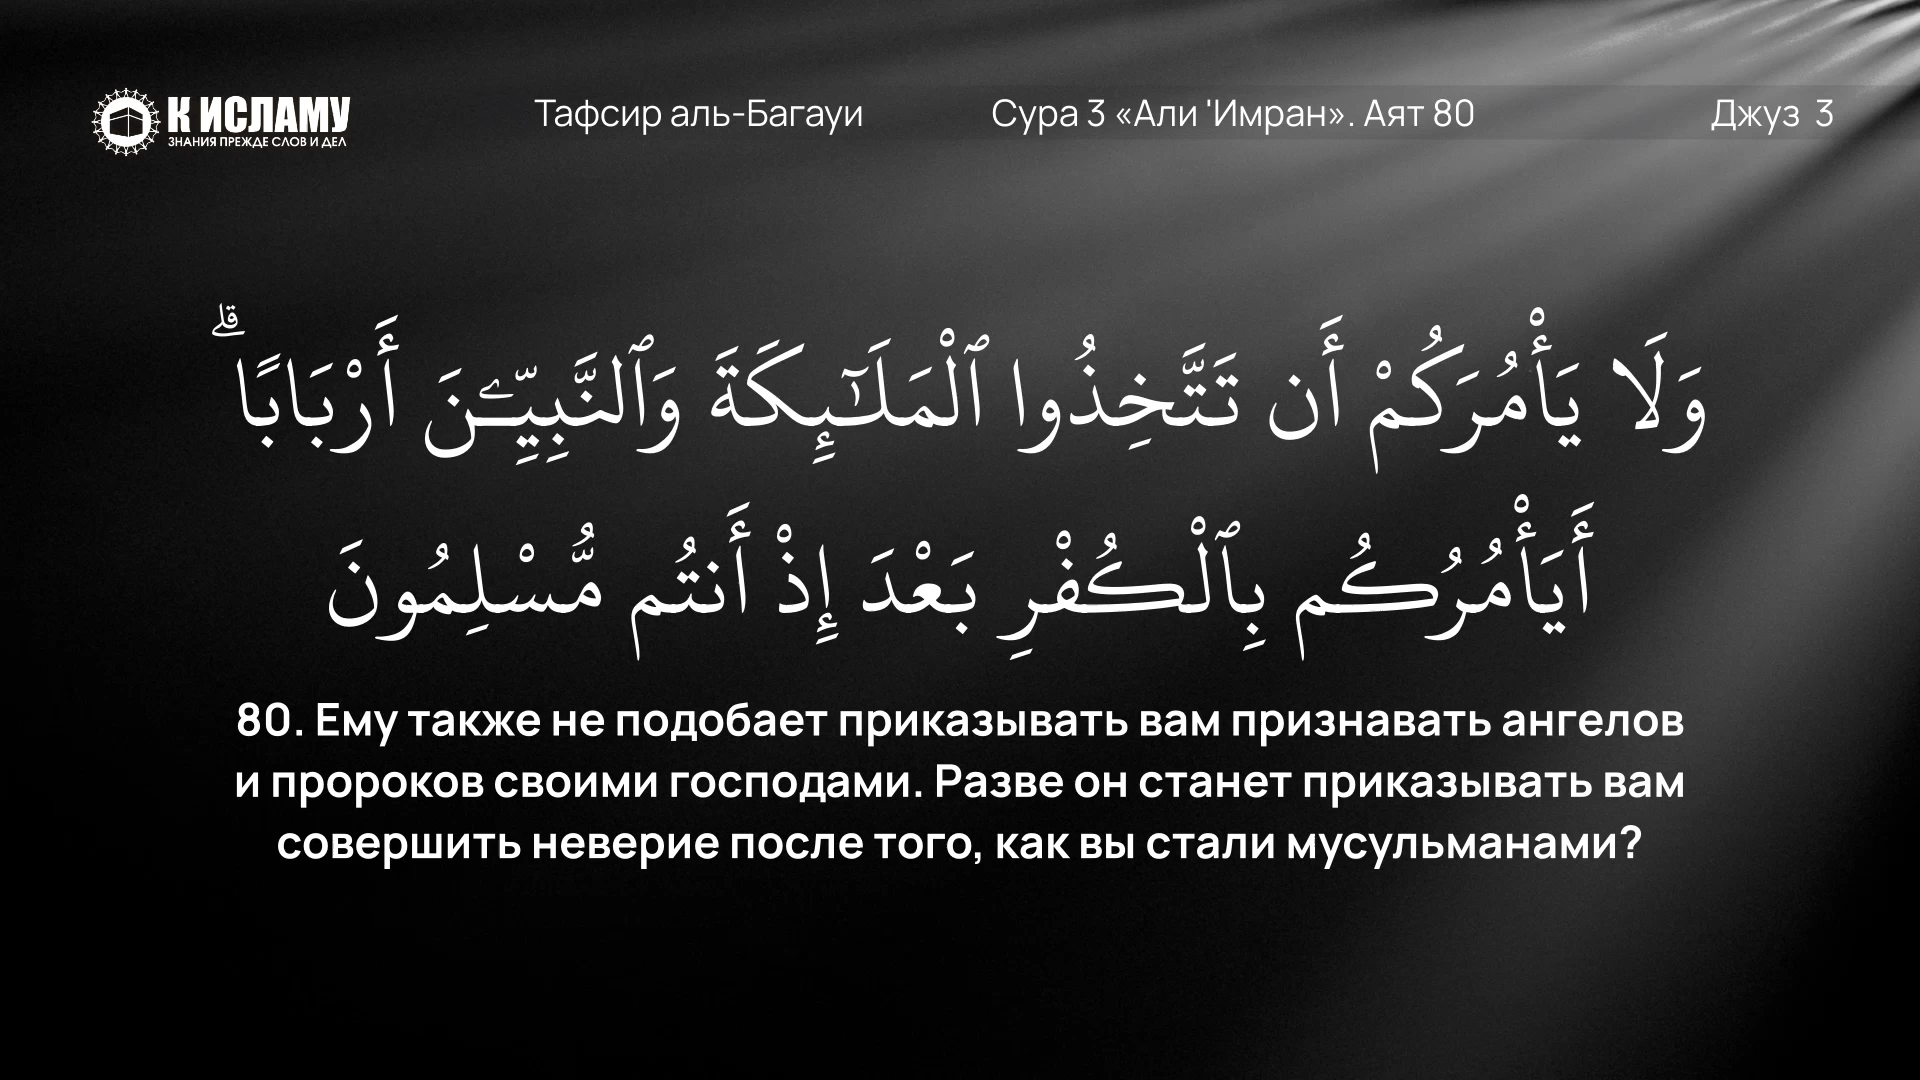 К ИСЛАМУ
ЗНАНИЯ ПРЕЖДЕ СЛОВ И ДЕЛ
Тафсир аль-Багауи
Сура 3 «Али 'Имран». Аят 80
Джуз 3
وَلَا يَأْمُرَكُمْ أَن تَتَّخِذُوا ٱلْمَلَـٰٓئِكَةَ وَٱلنَّبِيِّـۧنَ أَرْبَابًا ۗ
أَيَأْمُرُكُم بِٱلْكُفْرِ بَعْدَ إِذْ أَنتُم مُّسْلِمُونَ
80. Ему также не подобает приказывать вам признавать ангелов
и пророков своими господами. Разве он станет приказывать вам
совершить неверие после того, как вы стали мусульманами?